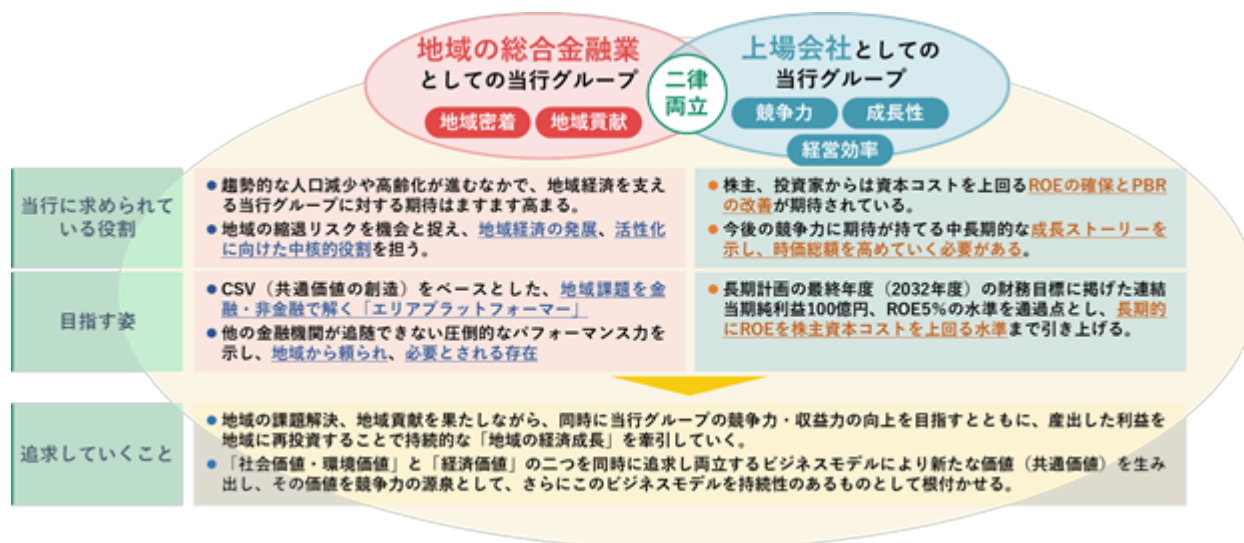 地域の総合金融業
としての当行グループ
地域密着
地域貢献
二律
両立
上場会社としての
当行グループ
競争力
成長性
経営効率
当行に求められて
いる役割
●趨勢的な人口減少や高齢化が進むなかで、地域経済を支え
る当行グループに対する期待はますます高まる。
●地域の縮退リスクを機会と捉え、地域経済の発展、活性化
に向けた中核的役割を担う。
●株主、投資家からは資本コストを上回るROEの確保とPBR
の改善が期待されている。
●今後の競争力に期待が持てる中長期的な成長ストーリーを
示し、時価総額を高めていく必要がある。
目指す姿
●CSV（共通価値の創造）をベースとした、地域課題を金
融・非金融で解く「エリアプラットフォーマー」
●他の金融機関が追随できない圧倒的なパフォーマンス力を
示し、地域から頼られ、必要とされる存在
●長期計画の最終年度（2032年度）の財務目標に掲げた連結
当期純利益100億円、ROE5%の水準を通過点とし、長期的
にROEを株主資本コストを上回る水準まで引き上げる。
追求していくこと
●地域の課題解決、地域貢献を果たしながら、同時に当行グループの競争力・収益力の向上を目指すとともに、産出した利益を
地域に再投資することで持続的な「地域の経済成長」を牽引していく。
●「社会価値・環境価値」と「経済価値」の二つを同時に追求し両立するビジネスモデルにより新たな価値（共通価値）を生み
出し、その価値を競争力の源泉として、さらにこのビジネスモデルを持続性のあるものとして根付かせる。